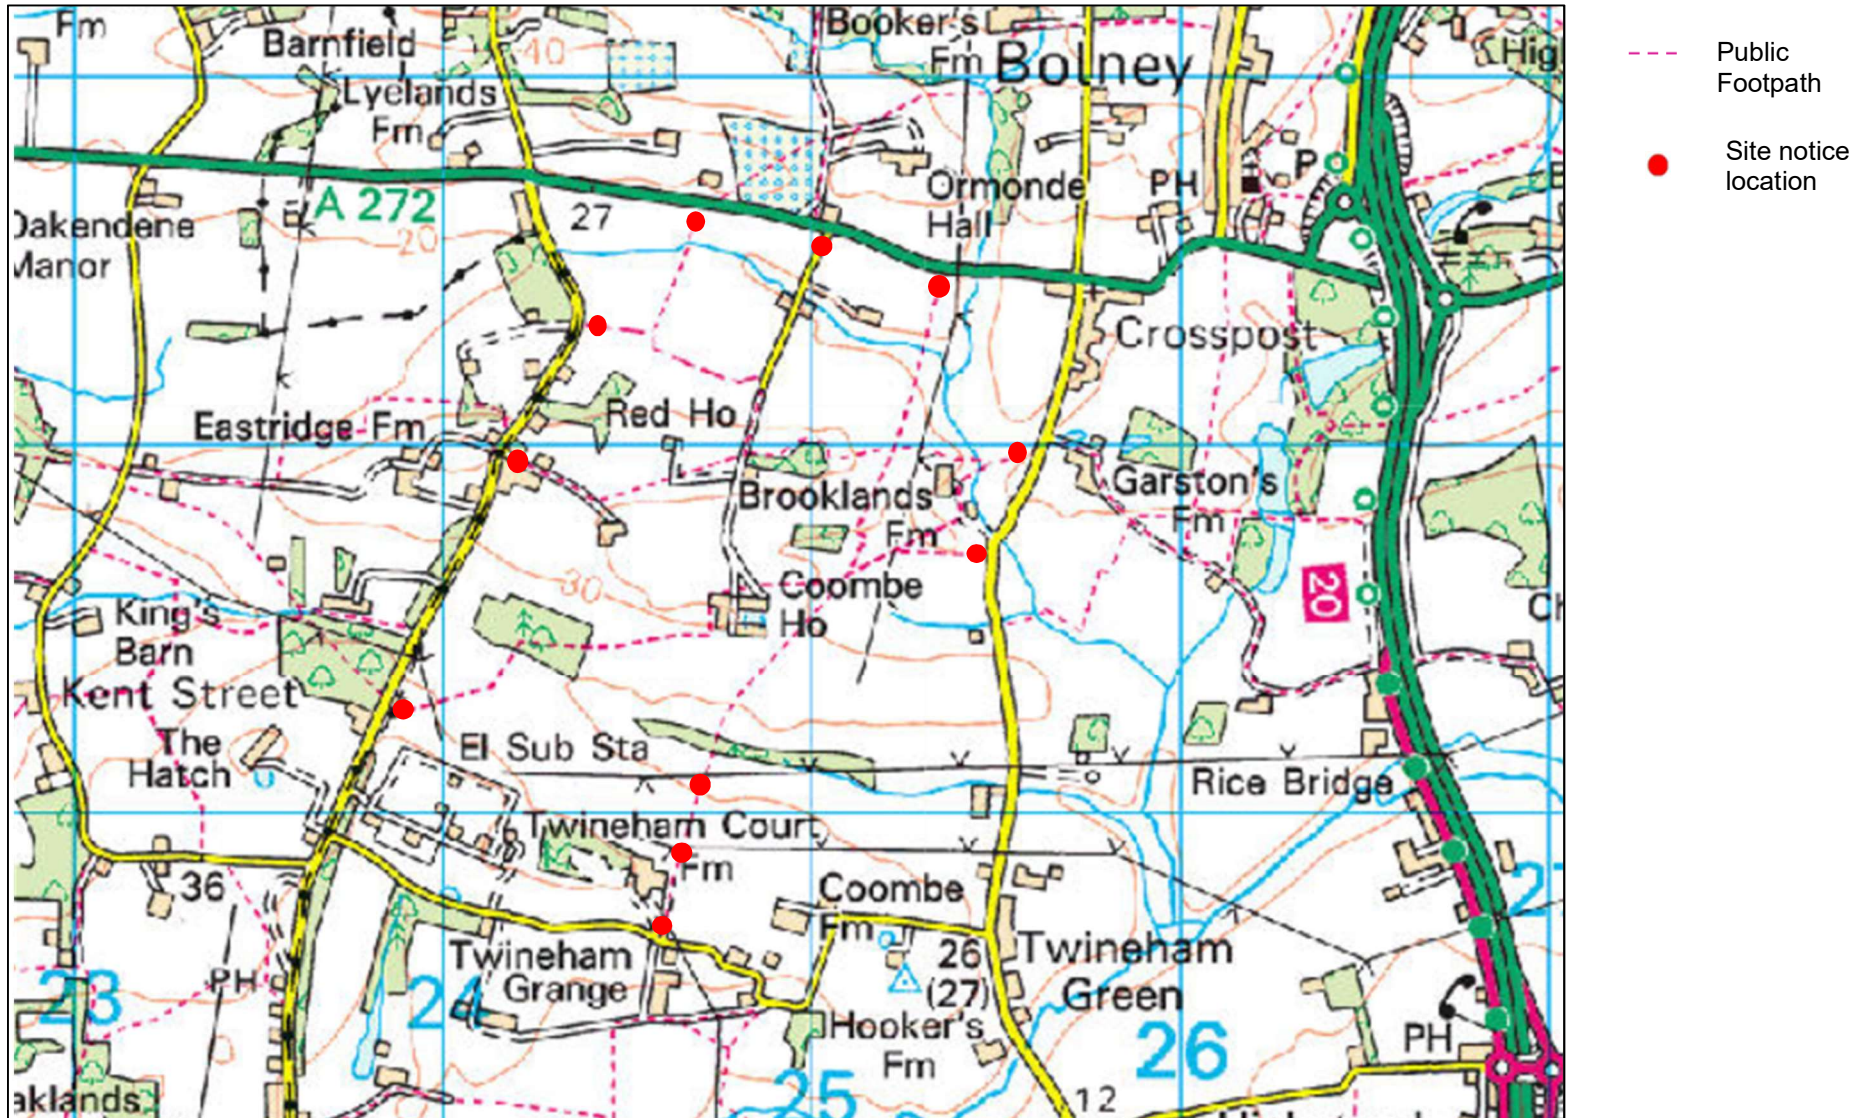 Fm
Barnfield
40
Booker's
Fm
Bolney
Public
Footpath
Lyelands
Fm
Site notice
location
A 272
27
Ormonde
Hall
PH
P
Oakendene
Manor
20
Crosspost
Eastridge Fm
Red Ho
Brooklands
Fm
Garston's
Fm
30
Coombe
Ho
20
King's
Barn
Kent Street
The
Hatch
El Sub Sta
Rice Bridge
Twineham Court
Fm
36
Coombe
Fm
Twineham
Grange
26
(27)
Twineham
Green
PH
23
24
Hooker's
Fm
26
PH
25
12